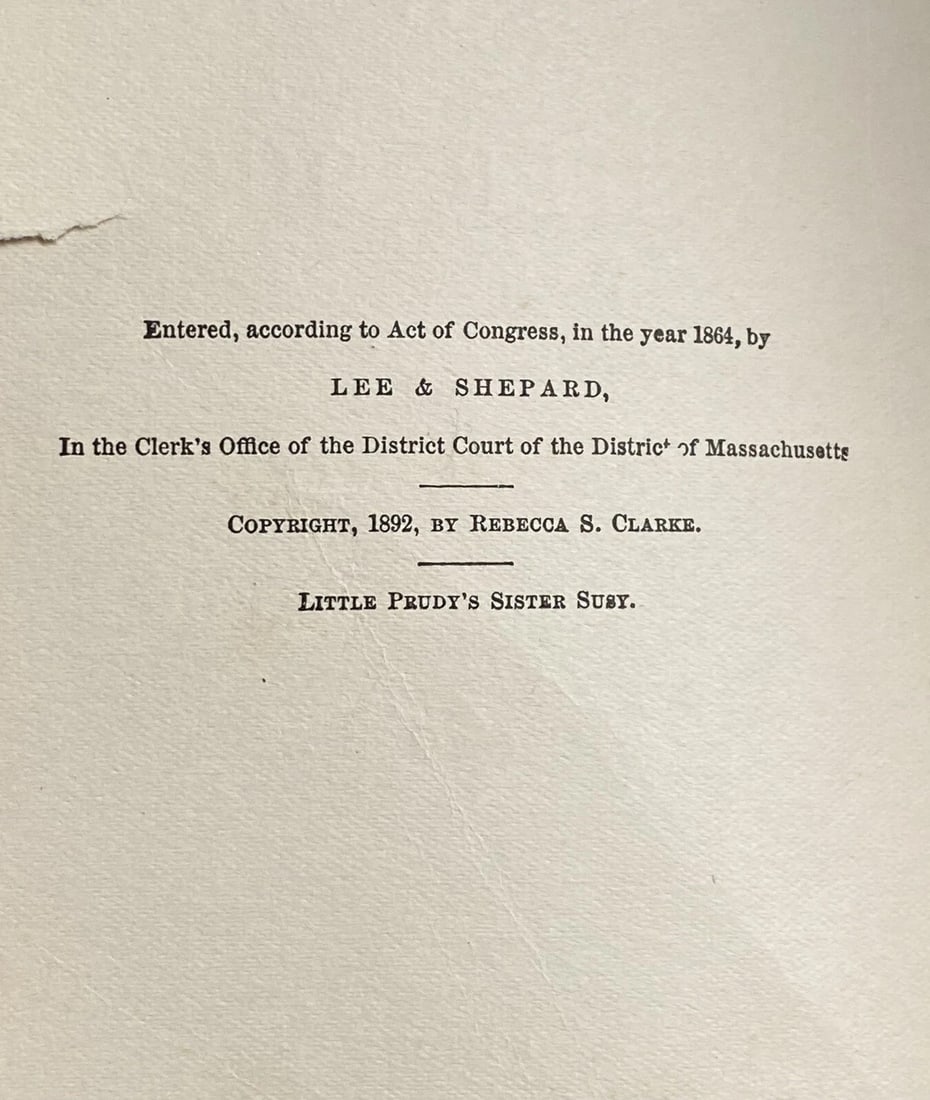 Entered, according to Act of Congress, in the year 1864, by
LEE & SHEPARD,
In the Clerk's Office of the District Court of the District of Massachusetts
COPYRIGHT, 1892, BY REBECCA S. CLARKE.
LITTLE PRUDY'S SISTER SUSY.